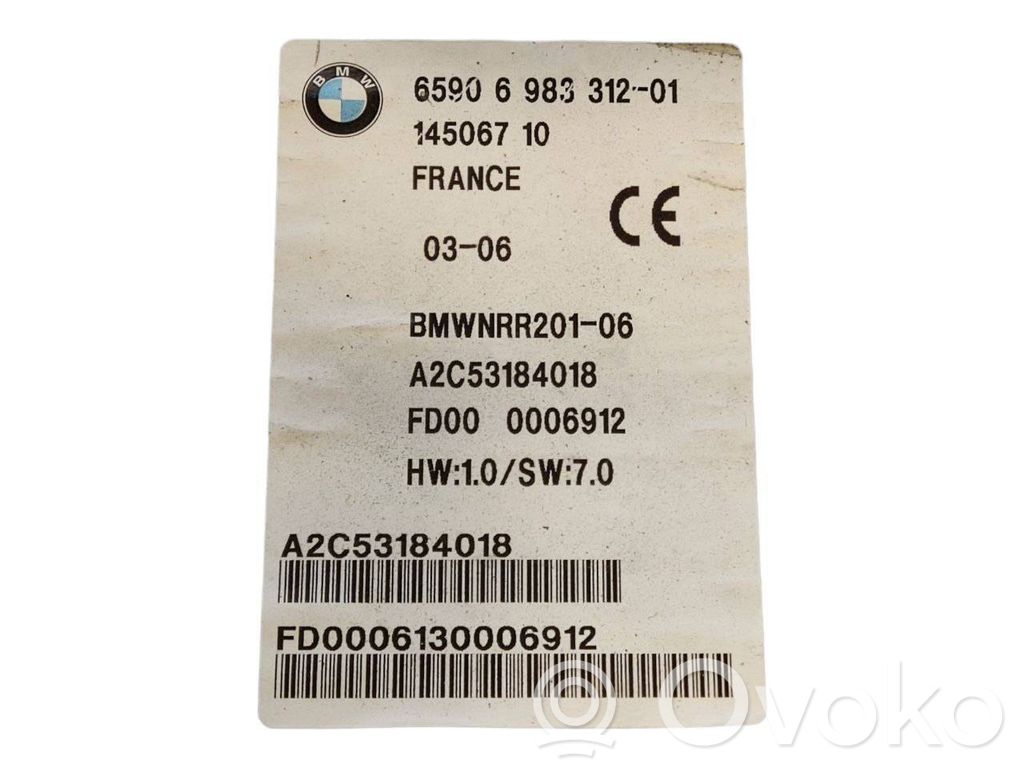 BMW
6590 6 983 312-01
145067 10
FRANCE
CE
03-06
BMWNRR201-06
A2C53184018
FD00 0006912
HW:1.0/SW:7.0
A2C53184018
FD0006130006912
Ovoko